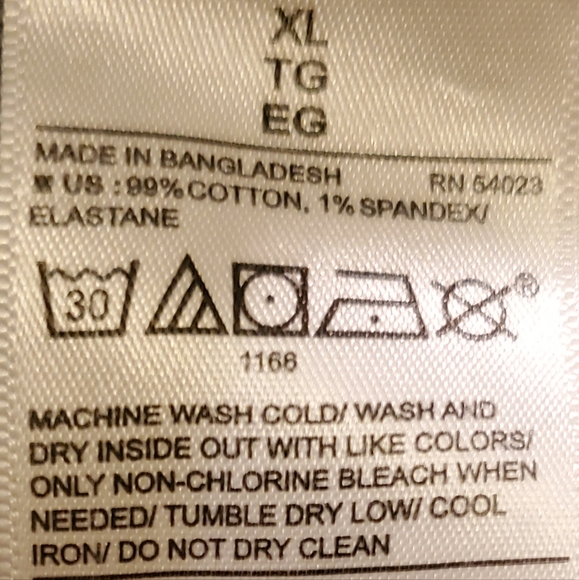 XL
TG
EG
MADE IN BANGLADESH RN 54023
US : 99% COTTON, 1% SPANDEX/
ELASTANE
30
®
1166
MACHINE WASH COLD/ WASH AND
DRY INSIDE OUT WITH LIKE COLORS/
ONLY NON-CHLORINE BLEACH WHEN
NEEDED/ TUMBLE DRY LOW/ COOL
IRON/ DO NOT DRY CLEAN